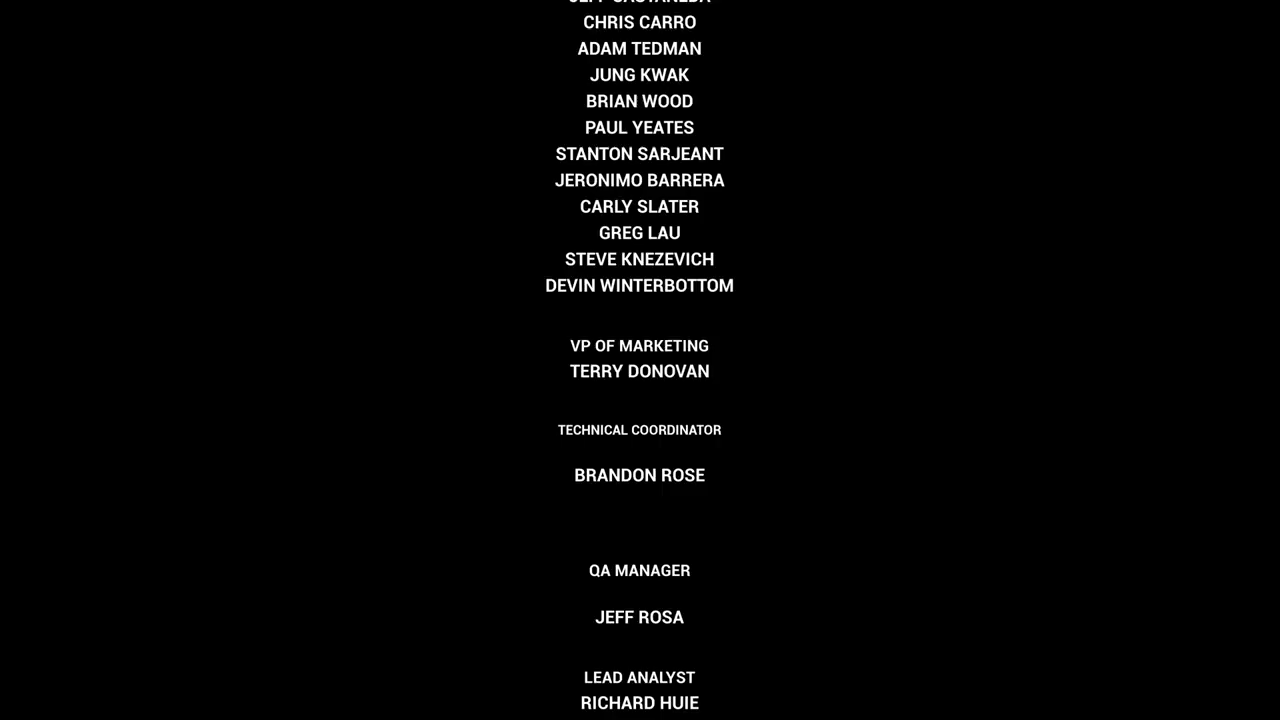 CHRIS CARRO
ADAM TEDMAN
JUNG KWAK
BRIAN WOOD
PAUL YEATES
STANTON SARJEANT
JERONIMO BARRERA
CARLY SLATER
GREG LAU
STEVE KNEZEVICH
DEVIN WINTERBOTTOM
VP OF MARKETING
TERRY DONOVAN
TECHNICAL COORDINATOR
BRANDON ROSE
QA MANAGER
JEFF ROSA
LEAD ANALYST
RICHARD HUIE